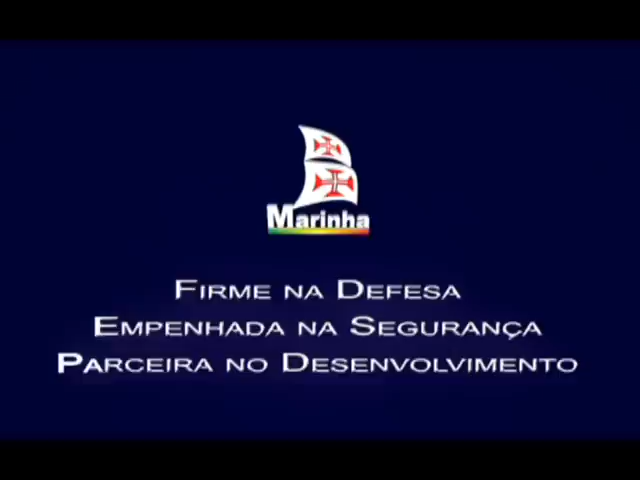 Marinha
Firme na Defesa
Empenhada na Segurança
Parceira no Desenvolvimento